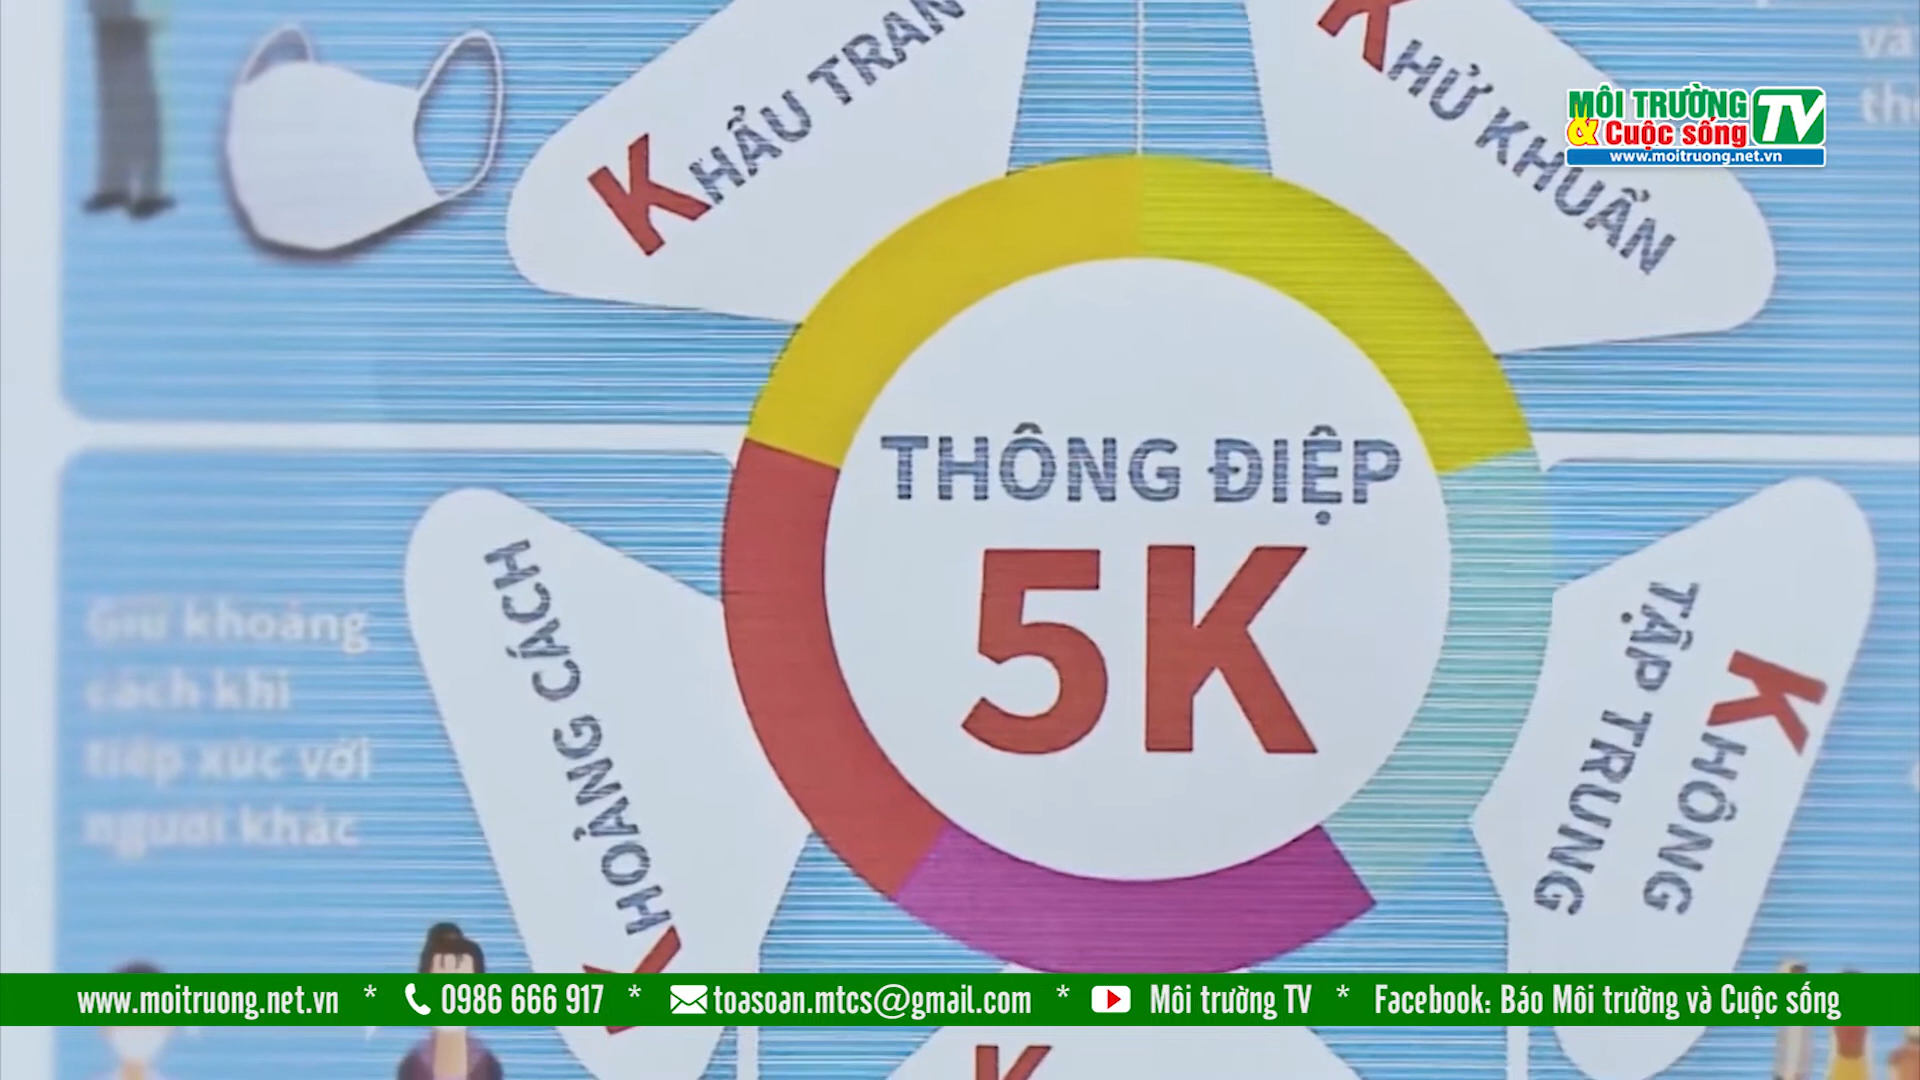 KHẨU TRAN
KHỬ KHUẨN
và
MÔI TRƯỜNG
& Cuộc sống
TV
www.moitruong.net.vn
THÔNG ĐIỆP
5K
KHOẢNG CÁCH
KHÔNG
TẬP TRUNG
Giữ khoảng
cách khi
tiếp xúc với
người khác
K
www.moitruong.net.vn * 0986 666 917 * toasoan.mtcs@gmail.com * Môi trường TV * Facebook: Báo Môi trường và Cuộc sống